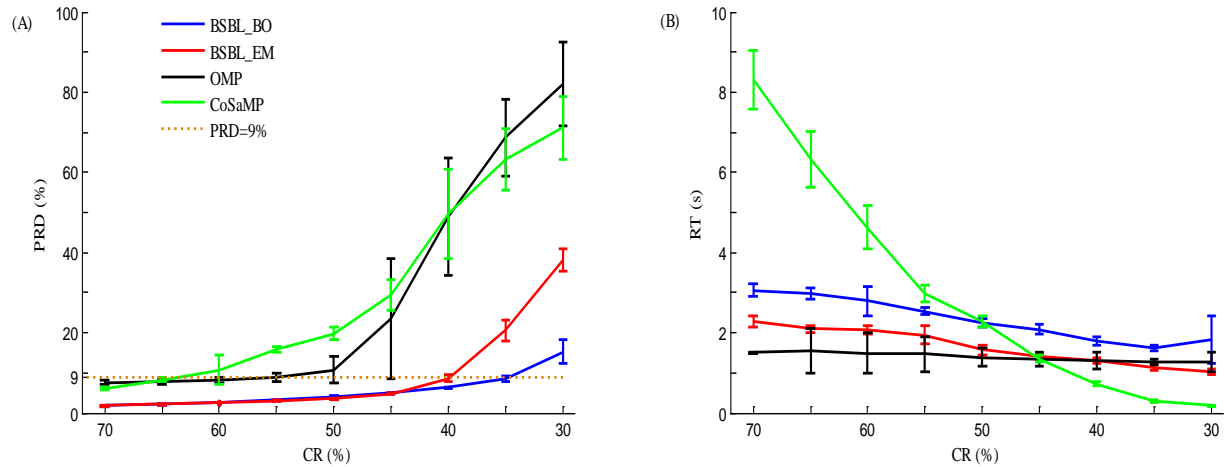 (A)
100
80
60
40
20
9
0
PRD (%)
BSBL_BO
BSBL_EM
OMP
CoSaMP
PRD=9%
70 60 50 40 30
CR (%)
(B)
10
8
6
4
2
0
RT (s)
70 60 50 40 30
CR (%)